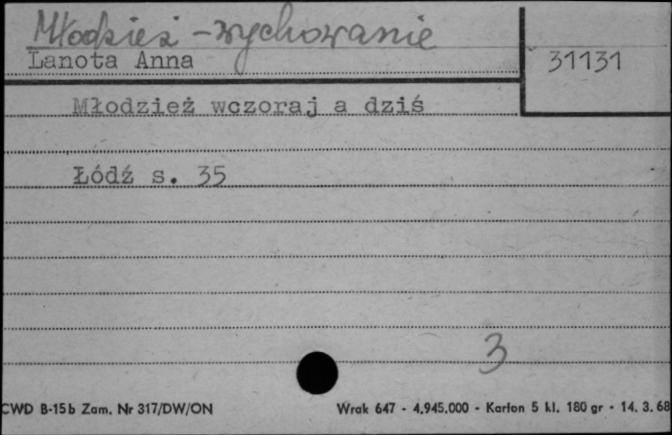 Młodzież - wychowanie
Lanota Anna
31131
Młodzież wczoraj a dziś
Łódź s. 35
3
CWD B-15b Zam. Nr 317/DW/ON
Wrak 647 - 4.945.000 - Karton 5 kl. 180 gr - 14. 3. 68